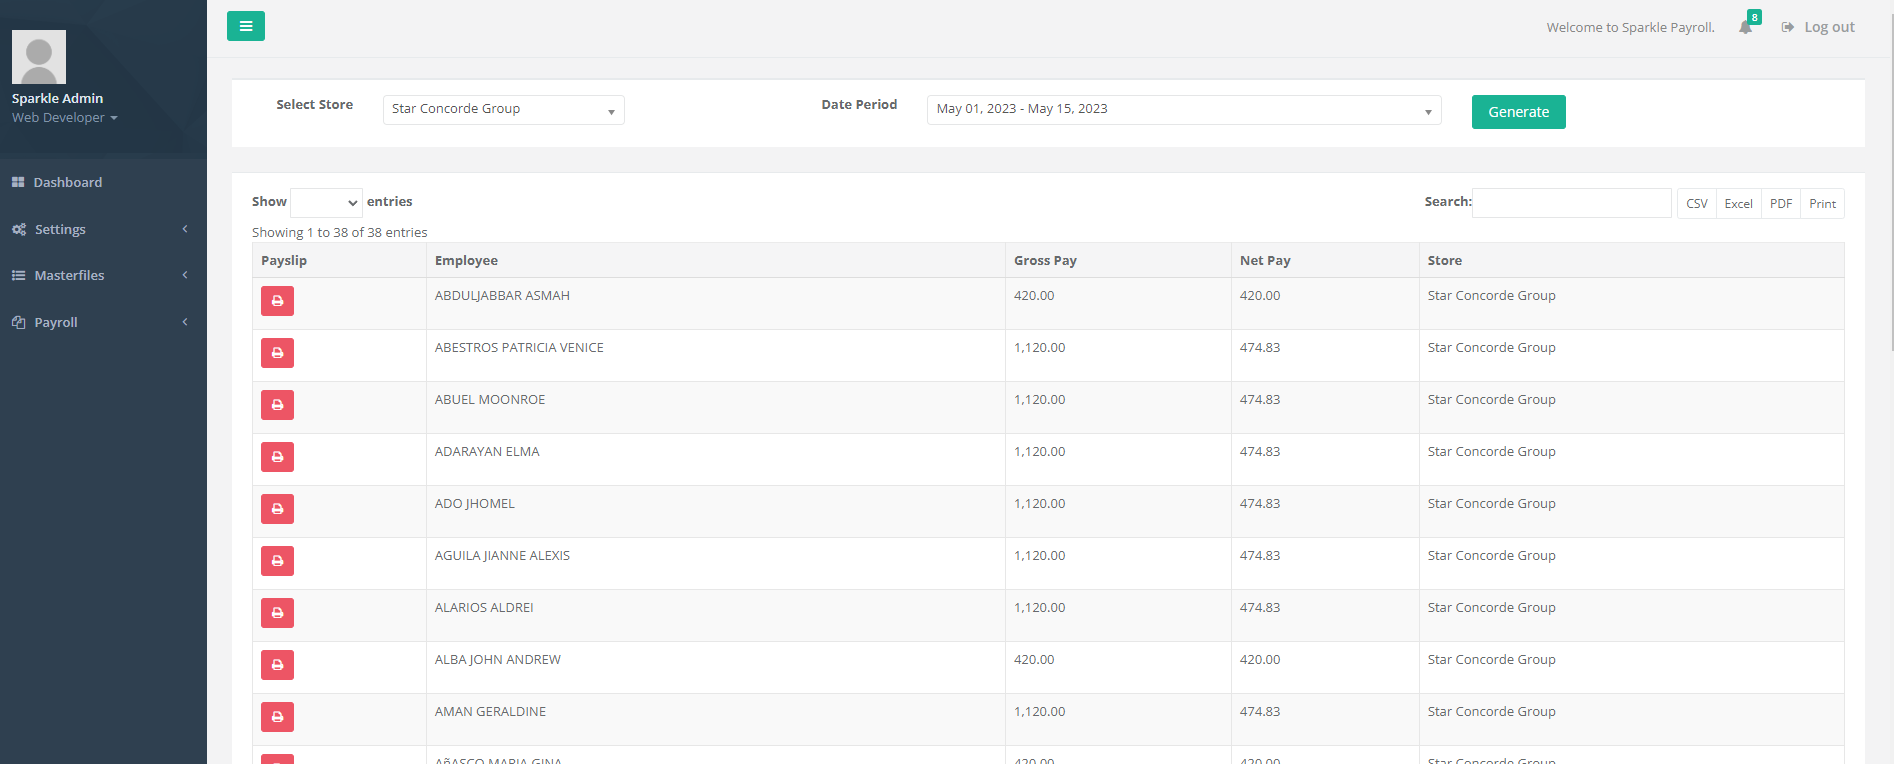 Welcome to Sparkle Payroll.
8
Log out
Sparkle Admin
Web Developer
Dashboard
Settings
Masterfiles
Payroll
Select Store
Star Concorde Group
Date Period
May 01, 2023 - May 15, 2023
Generate
Show entries
Search:
CSV Excel PDF Print
Showing 1 to 38 of 38 entries
Payslip Employee Gross Pay Net Pay Store
ABDULJABBAR ASMAH 420.00 420.00 Star Concorde Group
ABESTROS PATRICIA VENICE 1,120.00 474.83 Star Concorde Group
ABUEL MOONROE 1,120.00 474.83 Star Concorde Group
ADARAYAN ELMA 1,120.00 474.83 Star Concorde Group
ADO JHOMEL 1,120.00 474.83 Star Concorde Group
AGUILA JIANNE ALEXIS 1,120.00 474.83 Star Concorde Group
ALARIOS ALDREI 1,120.00 474.83 Star Concorde Group
ALBA JOHN ANDREW 420.00 420.00 Star Concorde Group
AMAN GERALDINE 1,120.00 474.83 Star Concorde Group
AñASCO MARIA GINA 420.00 420.00 Star Concorde Group